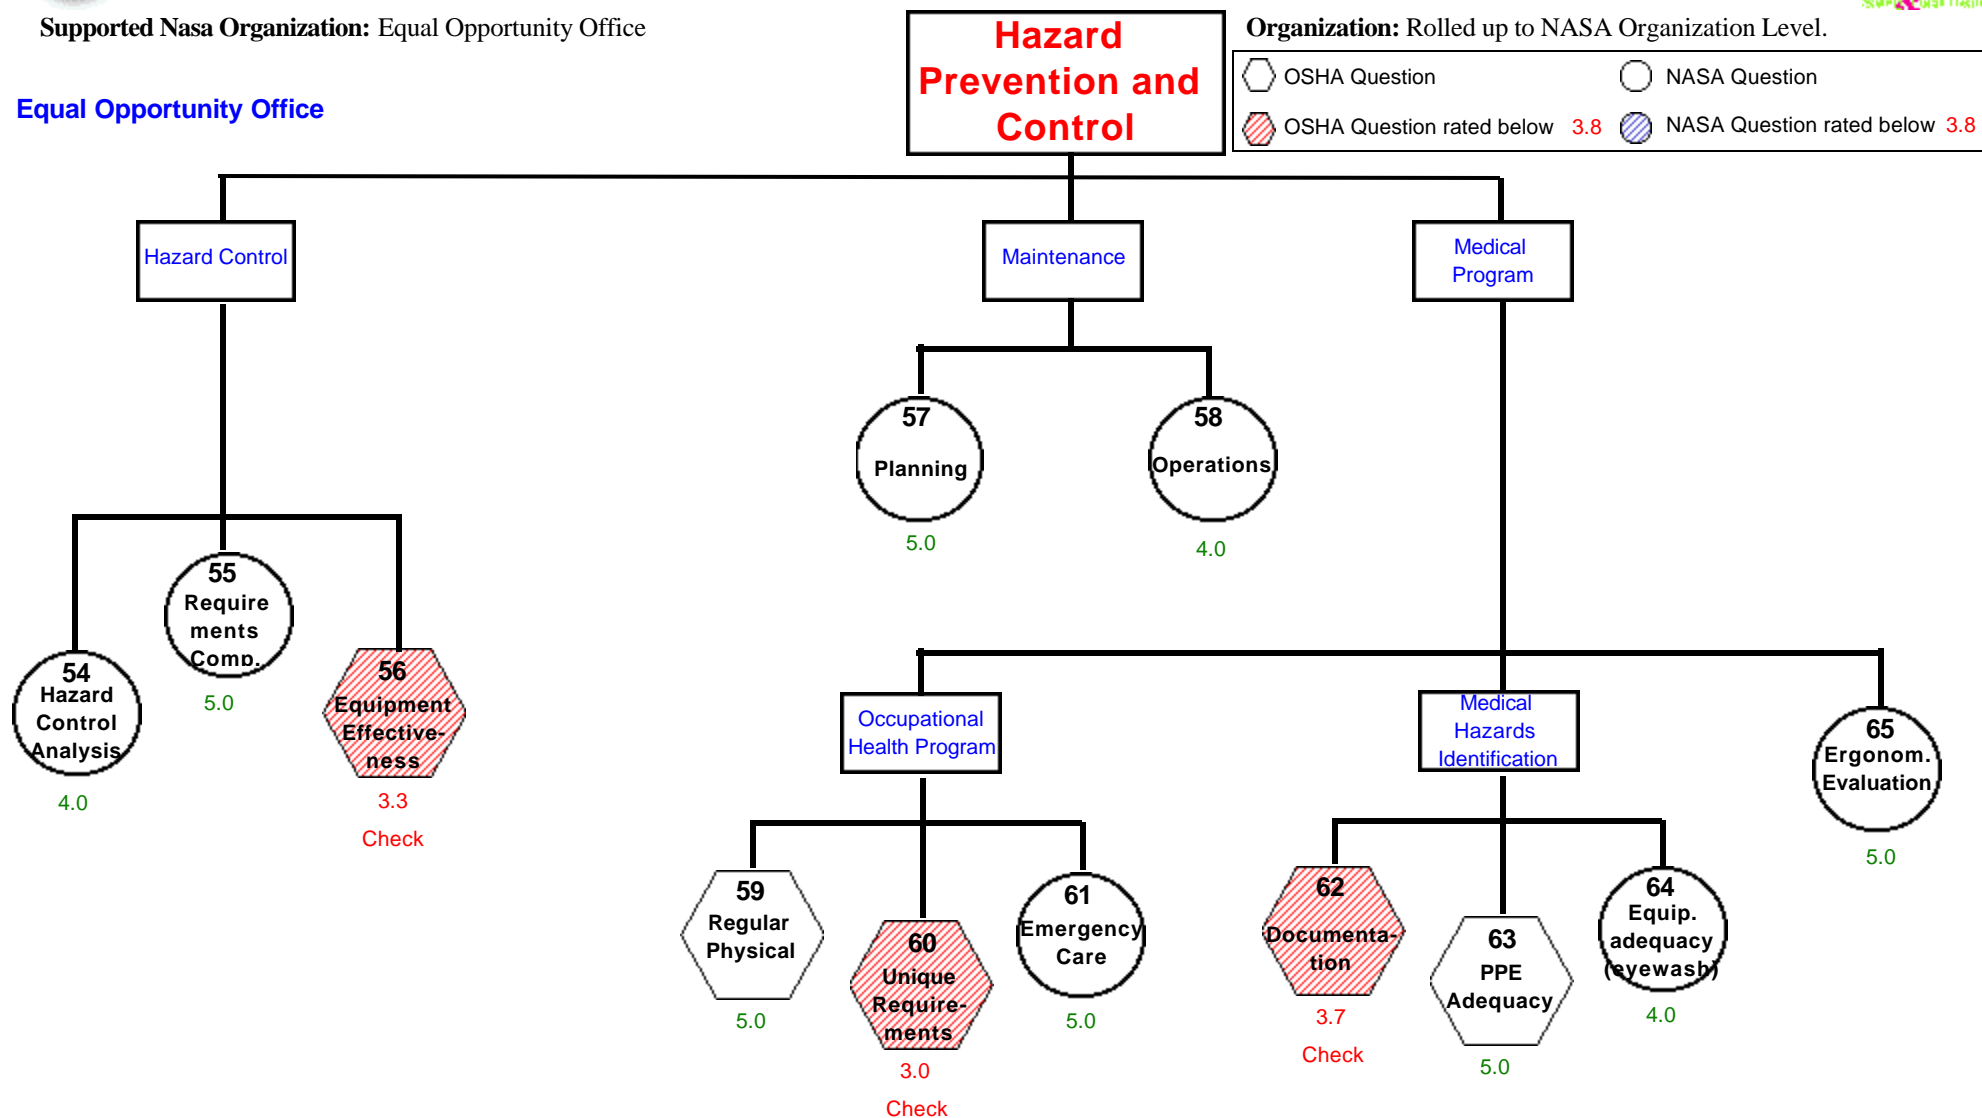 Supported Nasa Organization: Equal Opportunity Office
Organization: Rolled up to NASA Organization Level.
Hazard
Prevention and
Control
OSHA Question
NASA Question
OSHA Question rated below 3.8
NASA Question rated below 3.8
Equal Opportunity Office
Hazard Control
Maintenance
Medical
Program
57
Planning
5.0
58
Operations
4.0
54
Hazard
Control
Analysis
4.0
55
Require
ments
Comp.
5.0
56
Equipment
Effective-
ness
3.3
Check
Occupational
Health Program
Medical
Hazards
Identification
65
Ergonom.
Evaluation
5.0
59
Regular
Physical
5.0
60
Unique
Require-
ments
3.0
Check
61
Emergency
Care
5.0
62
Documenta-
tion
3.7
Check
63
PPE
Adequacy
5.0
64
Equip.
adequacy
(eyewash)
4.0